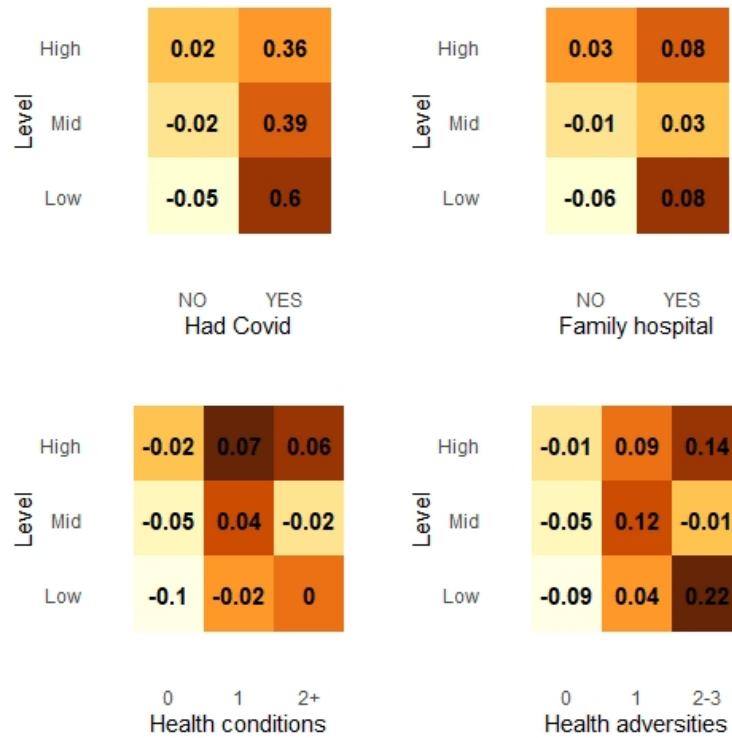 High 0.02 0.36
Level
Mid -0.02 0.39
Low -0.05 0.6
NO YES
Had Covid
High 0.03 0.08
Level
Mid -0.01 0.03
Low -0.06 0.08
NO YES
Family hospital
High -0.02 0.07 0.06
Level
Mid -0.05 0.04 -0.02
Low -0.1 -0.02 0
0 1 2+
Health conditions
High -0.01 0.09 0.14
Level
Mid -0.05 0.12 -0.01
Low -0.09 0.04 0.22
0 1 2-3
Health adversities